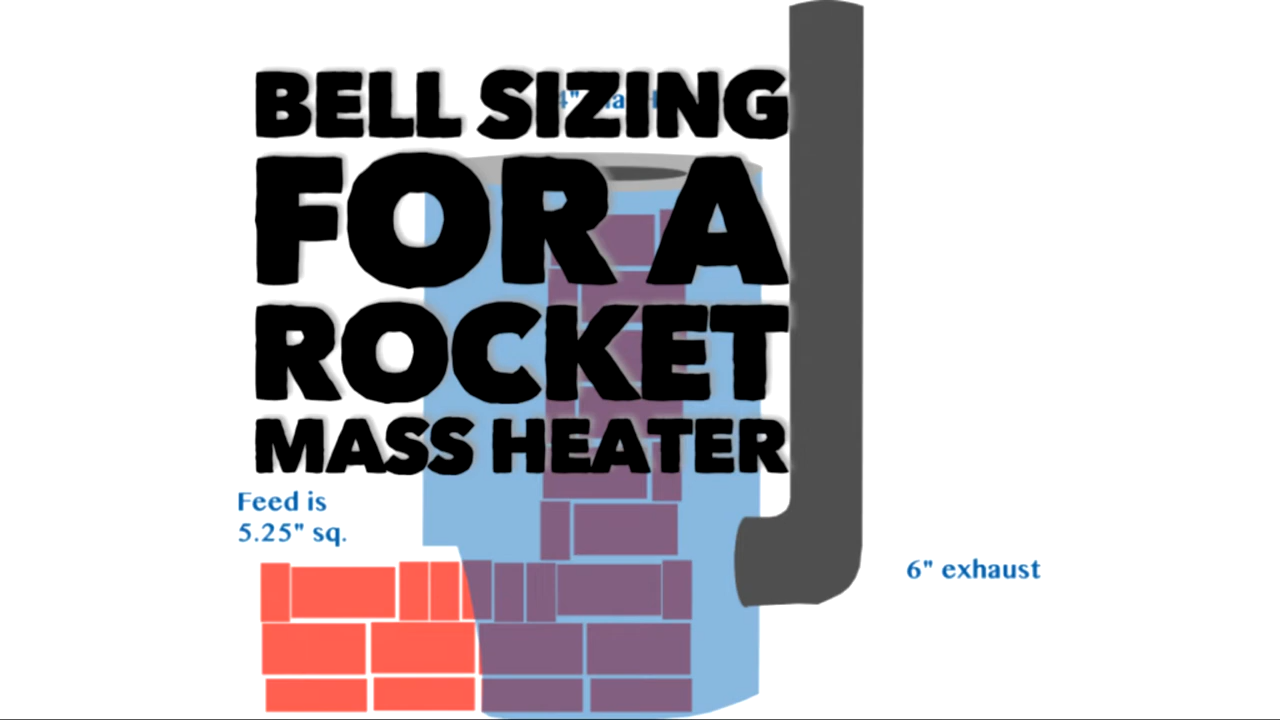 BELL SIZING
FOR A
ROCKET
MASS HEATER
Feed is
5.25" sq.
6" exhaust